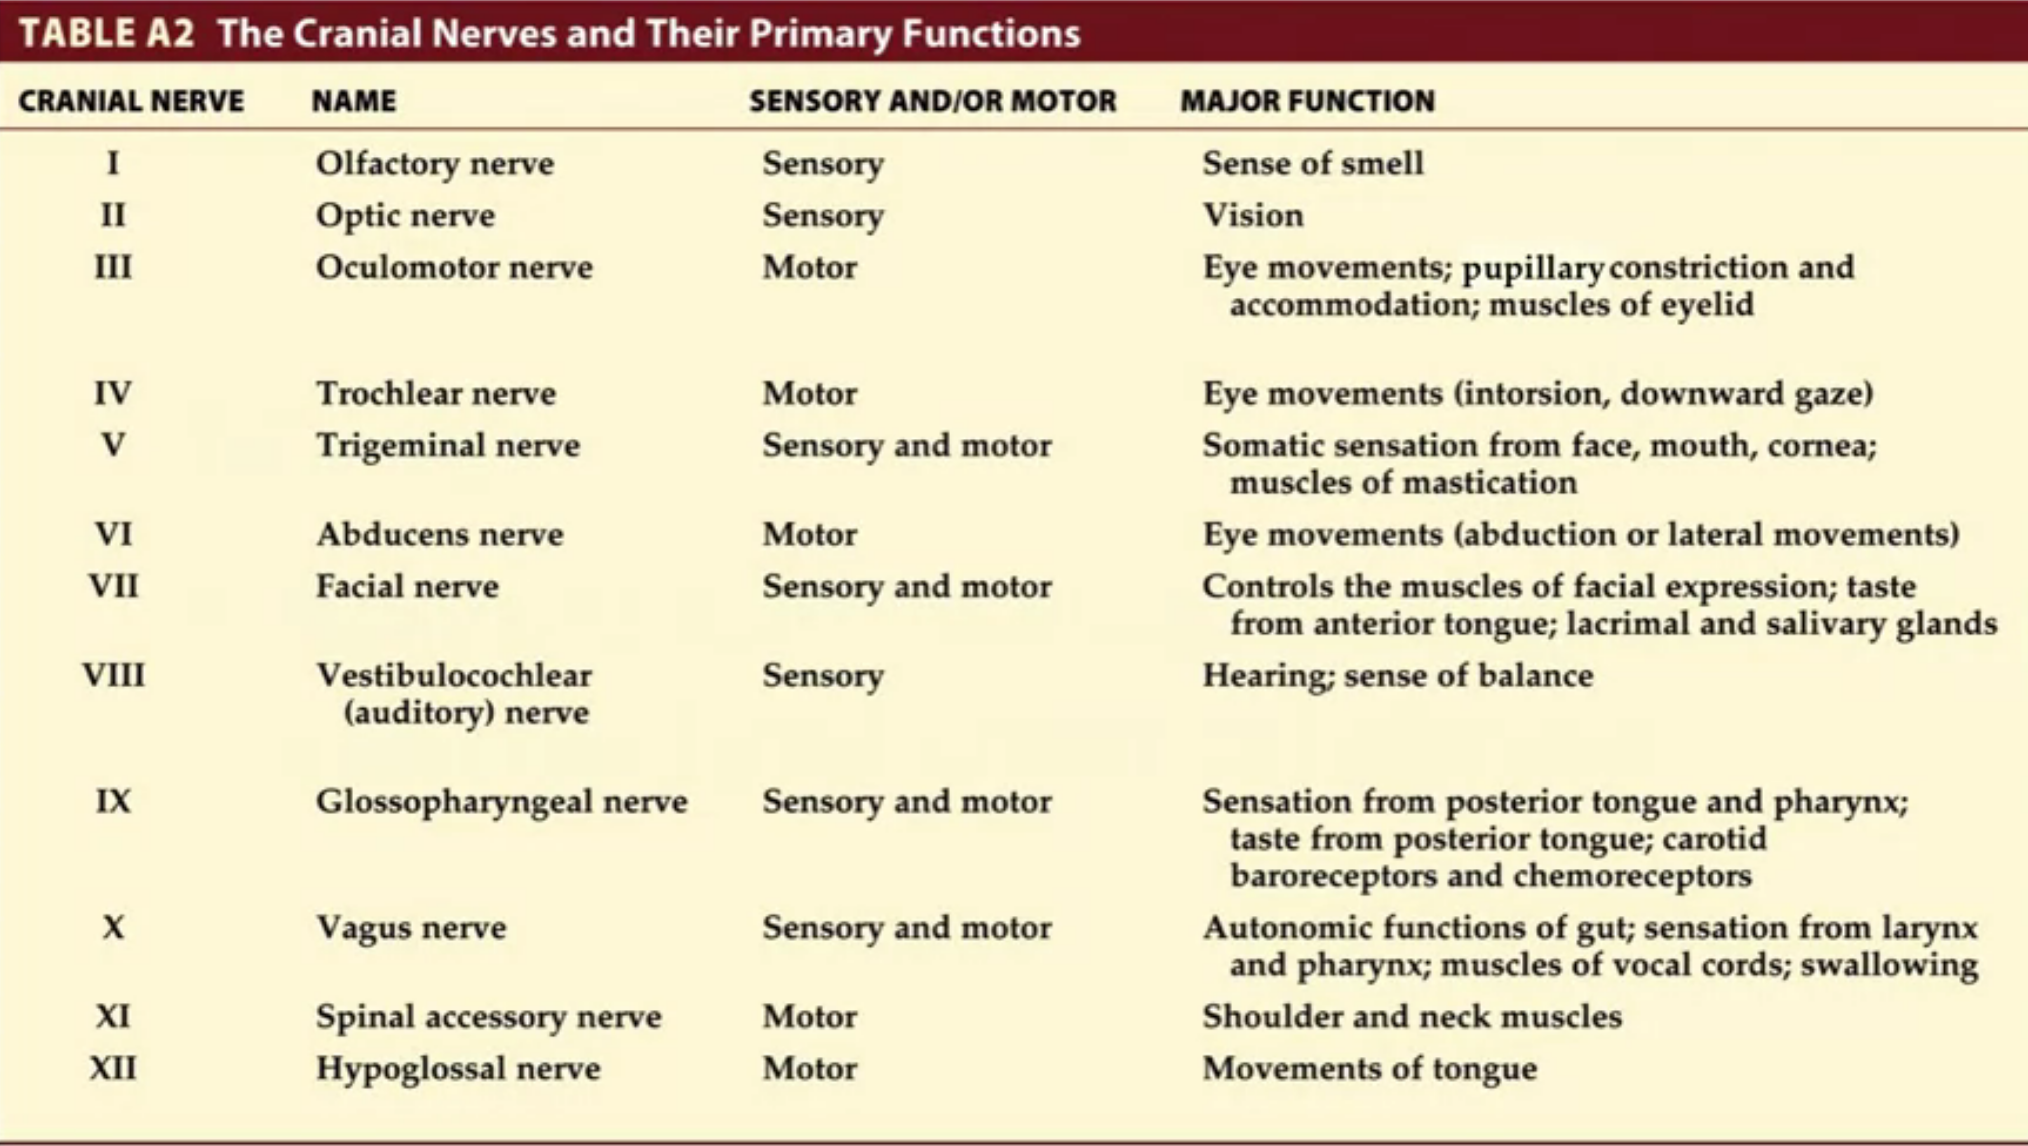 TABLE A2 The Cranial Nerves and Their Primary Functions
CRANIAL NERVE NAME SENSORY AND/OR MOTOR MAJOR FUNCTION
I Olfactory nerve Sensory Sense of smell
II Optic nerve Sensory Vision
III Oculomotor nerve Motor Eye movements; pupillary constriction and
accommodation; muscles of eyelid
IV Trochlear nerve Motor Eye movements (intorsion, downward gaze)
V Trigeminal nerve Sensory and motor Somatic sensation from face, mouth, cornea;
muscles of mastication
VI Abducens nerve Motor Eye movements (abduction or lateral movements)
VII Facial nerve Sensory and motor Controls the muscles of facial expression; taste
from anterior tongue; lacrimal and salivary glands
VIII Vestibulocochlear Sensory Hearing; sense of balance
(auditory) nerve
IX Glossopharyngeal nerve Sensory and motor Sensation from posterior tongue and pharynx;
taste from posterior tongue; carotid
baroreceptors and chemoreceptors
X Vagus nerve Sensory and motor Autonomic functions of gut; sensation from larynx
and pharynx; muscles of vocal cords; swallowing
XI Spinal accessory nerve Motor Shoulder and neck muscles
XII Hypoglossal nerve Motor Movements of tongue